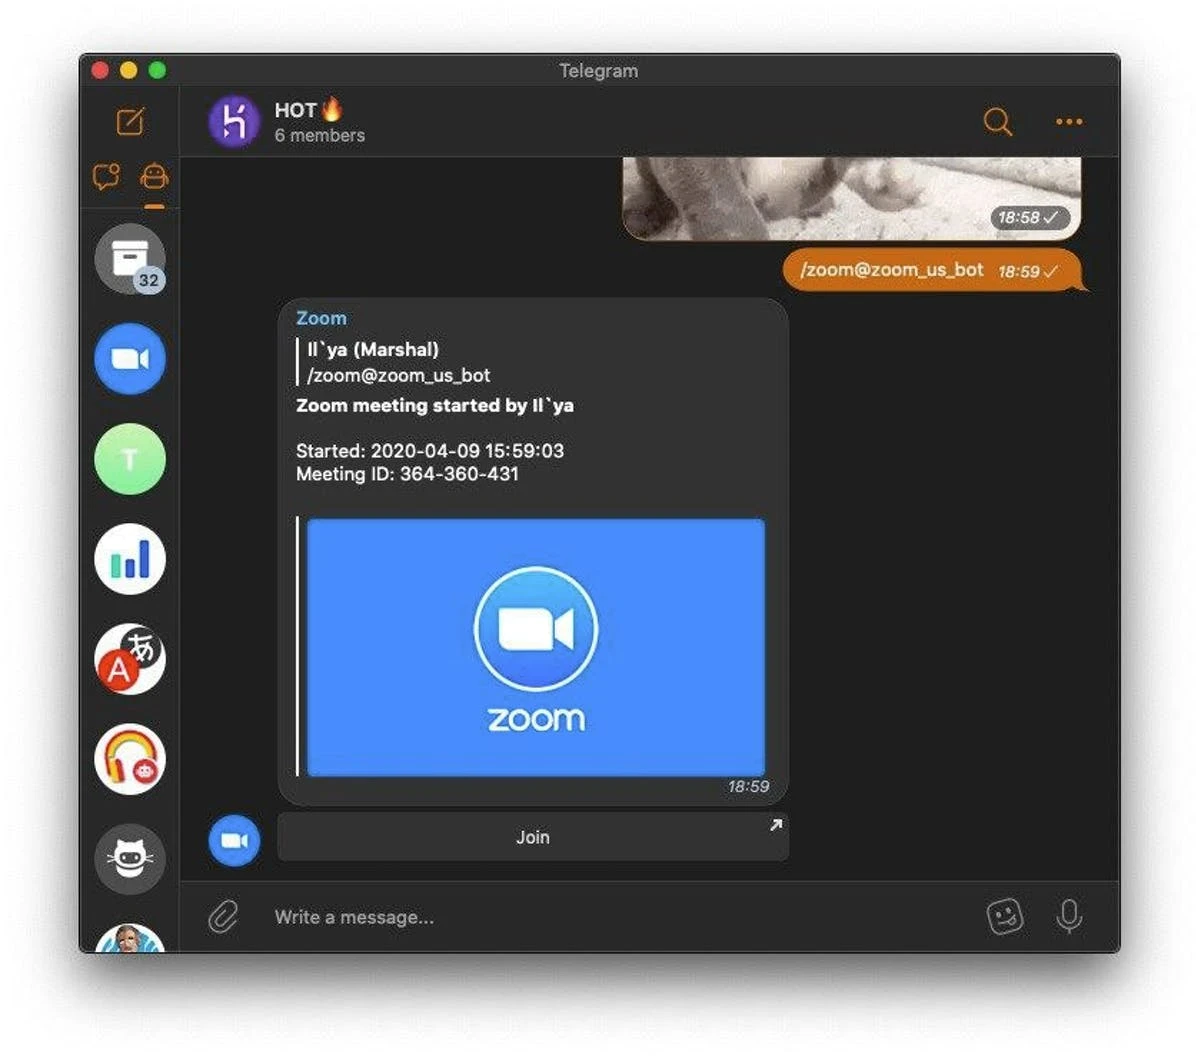 Telegram
HOT🔥
6 members
32
18:58
/zoom@zoom_us_bot 18:59
Zoom
Il`ya (Marshal)
/zoom@zoom_us_bot
Zoom meeting started by Il`ya
Started: 2020-04-09 15:59:03
Meeting ID: 364-360-431
T
A あ
zoom
18:59
Join
Write a message...